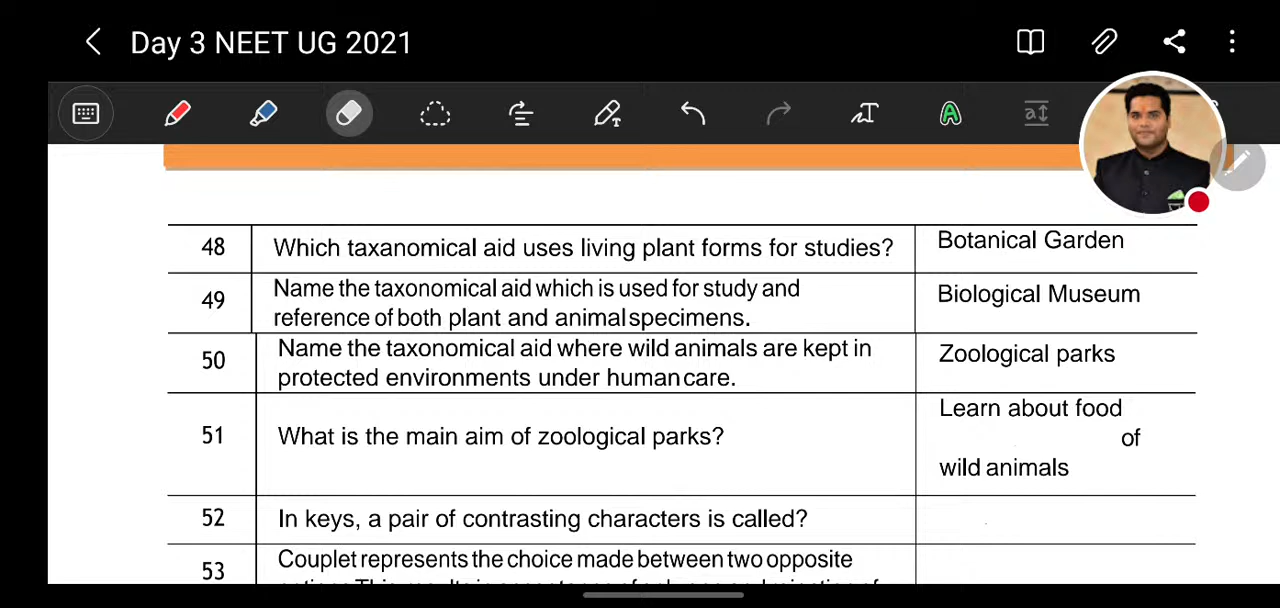 Day 3 NEET UG 2021
48 Which taxanomical aid uses living plant forms for studies? Botanical Garden
49 Name the taxonomical aid which is used for study and
reference of both plant and animal specimens. Biological Museum
50 Name the taxonomical aid where wild animals are kept in
protected environments under human care. Zoological parks
51 What is the main aim of zoological parks? Learn about food
of
wild animals
52 In keys, a pair of contrasting characters is called?
53 Couplet represents the choice made between two opposite